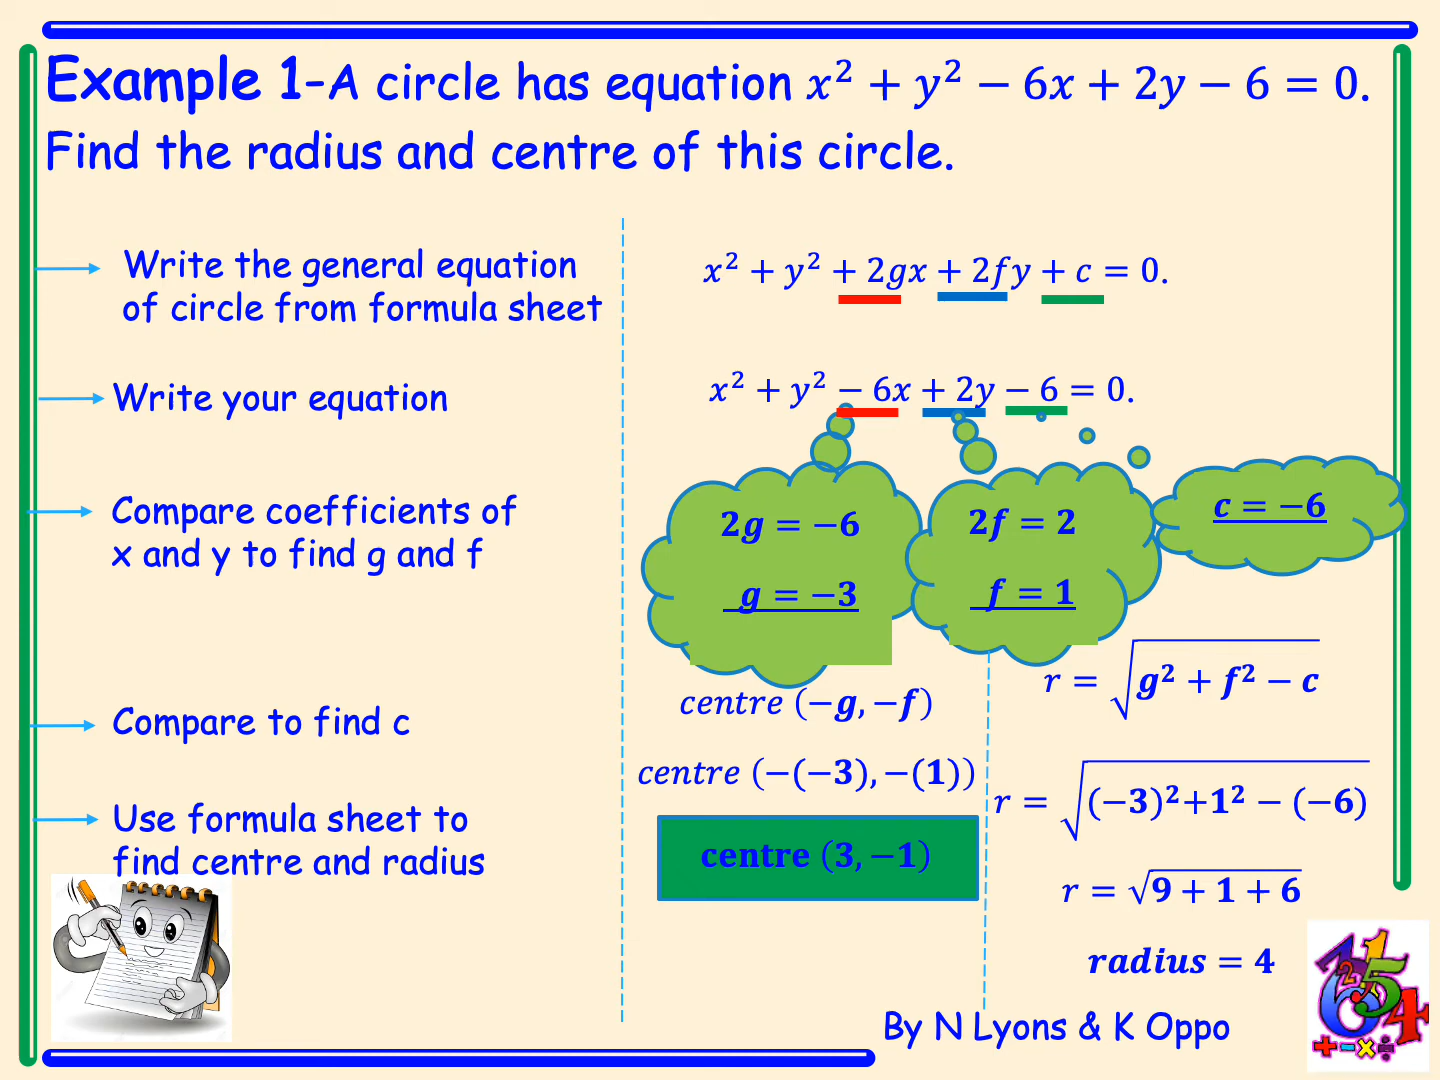 Example 1-A circle has equation x² + y² − 6x + 2y − 6 = 0.
Find the radius and centre of this circle.
Write the general equation
of circle from formula sheet
x² + y² + 2gx + 2fy + c = 0.
Write your equation
x² + y² − 6x + 2y − 6 = 0.
Compare coefficients of
x and y to find g and f
2g = −6
g = −3
2f = 2
f = 1
c = −6
Compare to find c
Use formula sheet to
find centre and radius
centre (−g, −f)
centre (−(−3), −(1))
centre (3, −1)
r = √(g² + f² − c)
r = √((−3)²+1² − (−6))
r = √(9 + 1 + 6)
radius = 4
By N Lyons & K Oppo